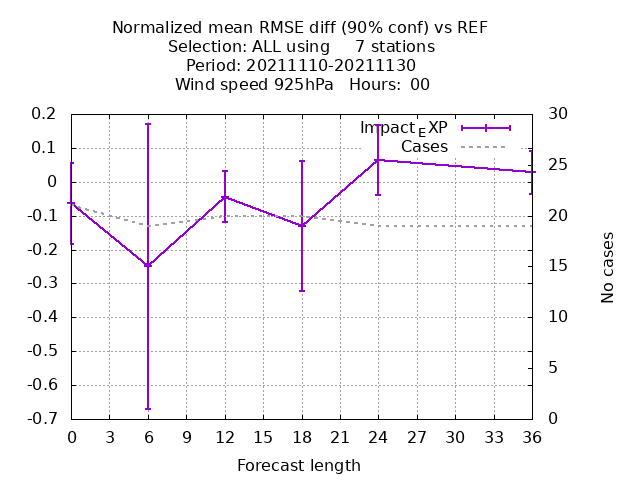 Normalized mean RMSE diff (90% conf) vs REF
Selection: ALL using 7 stations
Period: 20211110-20211130
Wind speed 925hPa Hours: 00
0.2
0.1
0
-0.1
-0.2
-0.3
-0.4
-0.5
-0.6
-0.7
Impact_EXP
Cases
30
25
20
15
10
5
0
No cases
0 3 6 9 12 15 18 21 24 27 30 33 36
Forecast length